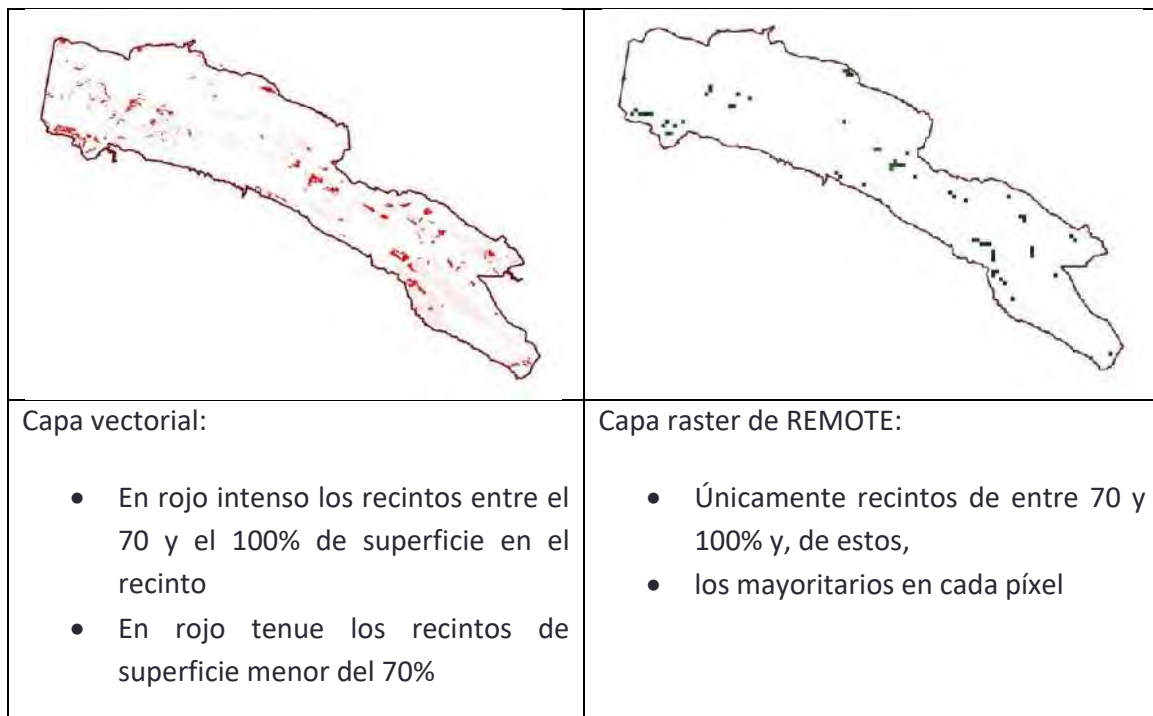 Capa vectorial:
• En rojo intenso los recintos entre el
70 y el 100% de superficie en el
recinto
• En rojo tenue los recintos de
superficie menor del 70%
Capa raster de REMOTE:
• Únicamente recintos de entre 70 y
100% y, de estos,
• los mayoritarios en cada píxel